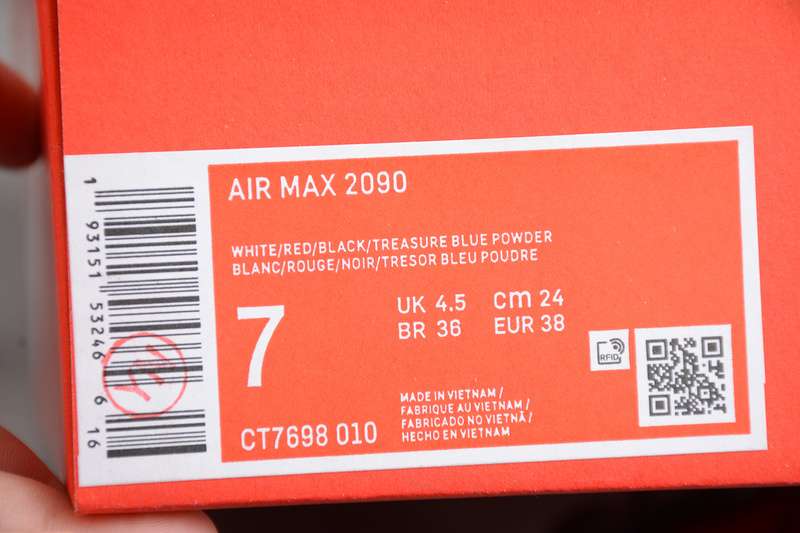 AIR MAX 2090
WHITE/RED/BLACK/TREASURE BLUE POWDER
BLANC/ROUGE/NOIR/TRESOR BLEU POUDRE
7
UK 4.5 cm 24
BR 36 EUR 38
RFID
MADE IN VIETNAM /
FABRIQUE AU VIETNAM /
FABRICADO NO VIETNÃ /
HECHO EN VIETNAM
CT7698 010
1 93151 53246 6 16